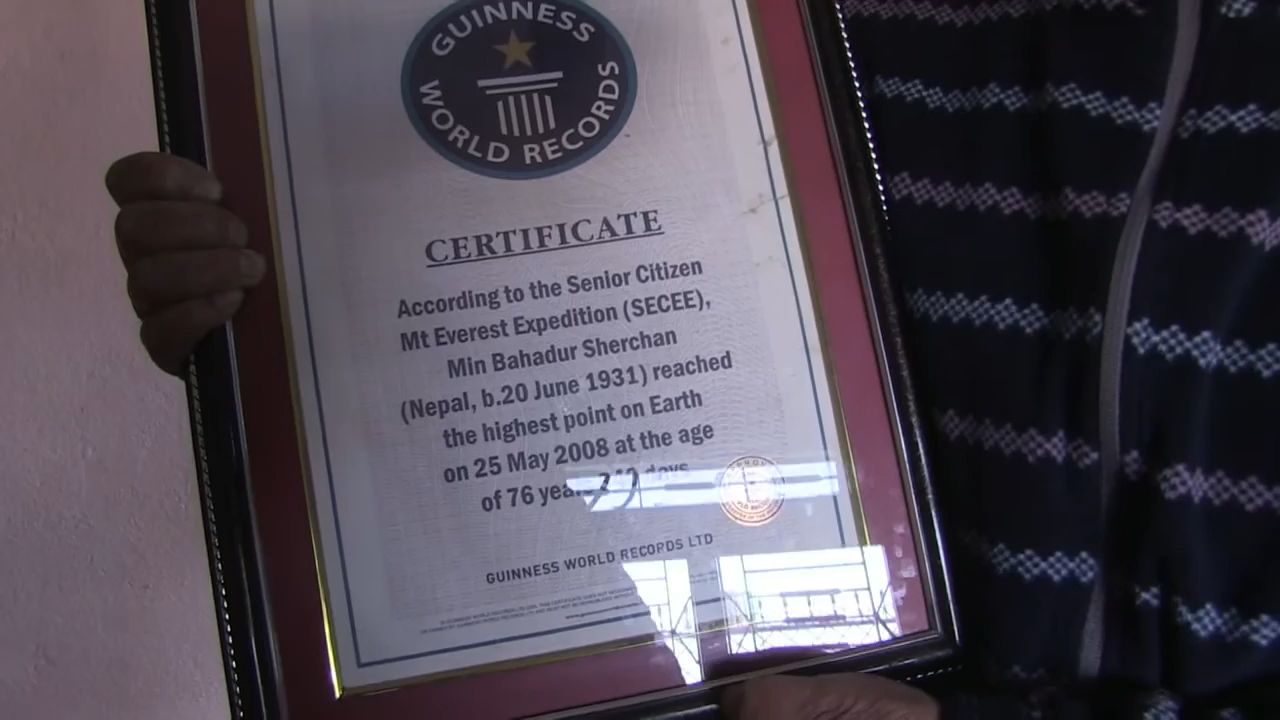 GUINNESS
WORLD RECORDS
CERTIFICATE
According to the Senior Citizen
Mt Everest Expedition (SECEE),
Min Bahadur Sherchan
(Nepal, b.20 June 1931) reached
the highest point on Earth
on 25 May 2008 at the age
of 76 days
GUINNESS WORLD RECORDS LTD